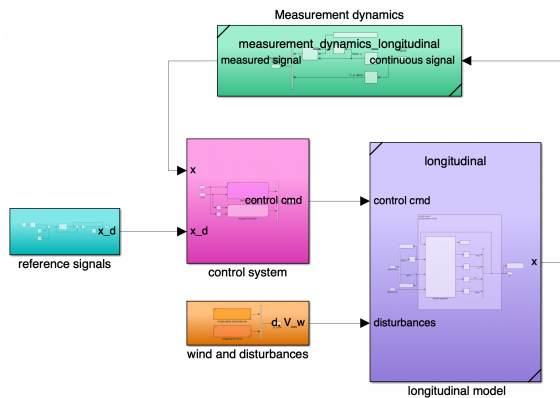 Measurement dynamics
measurement_dynamics_longitudinal
measured signal
continuous signal
x
control cmd
x_d
control system
x_d
reference signals
d, V_w
wind and disturbances
longitudinal
control cmd
x
disturbances
longitudinal model